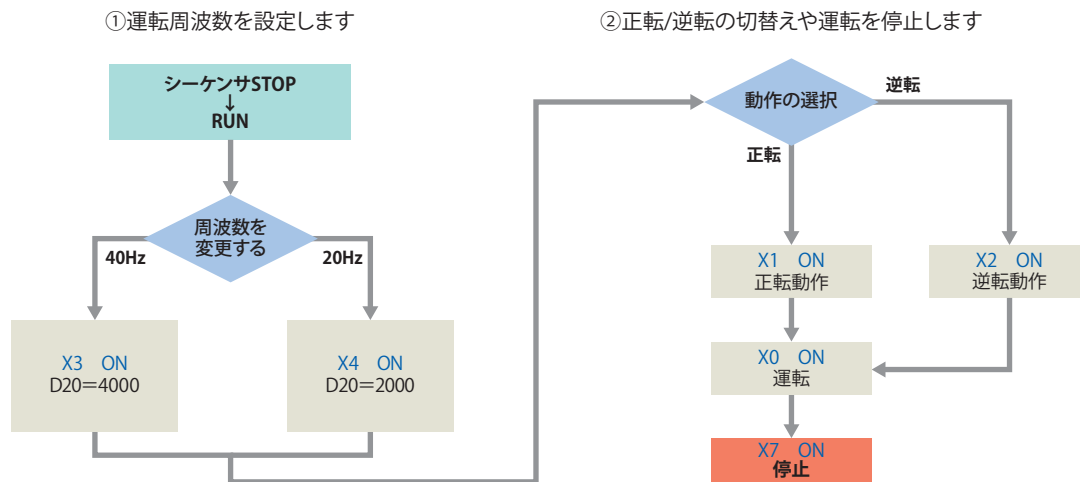 ①運転周波数を設定します
シーケンサSTOP
↓
RUN
周波数を
変更する
40Hz
20Hz
X3 ON
D20＝4000
X4 ON
D20＝2000
②正転/逆転の切替えや運転を停止します
動作の選択
逆転
正転
X1 ON
正転動作
X2 ON
逆転動作
X0 ON
運転
X7 ON
停止